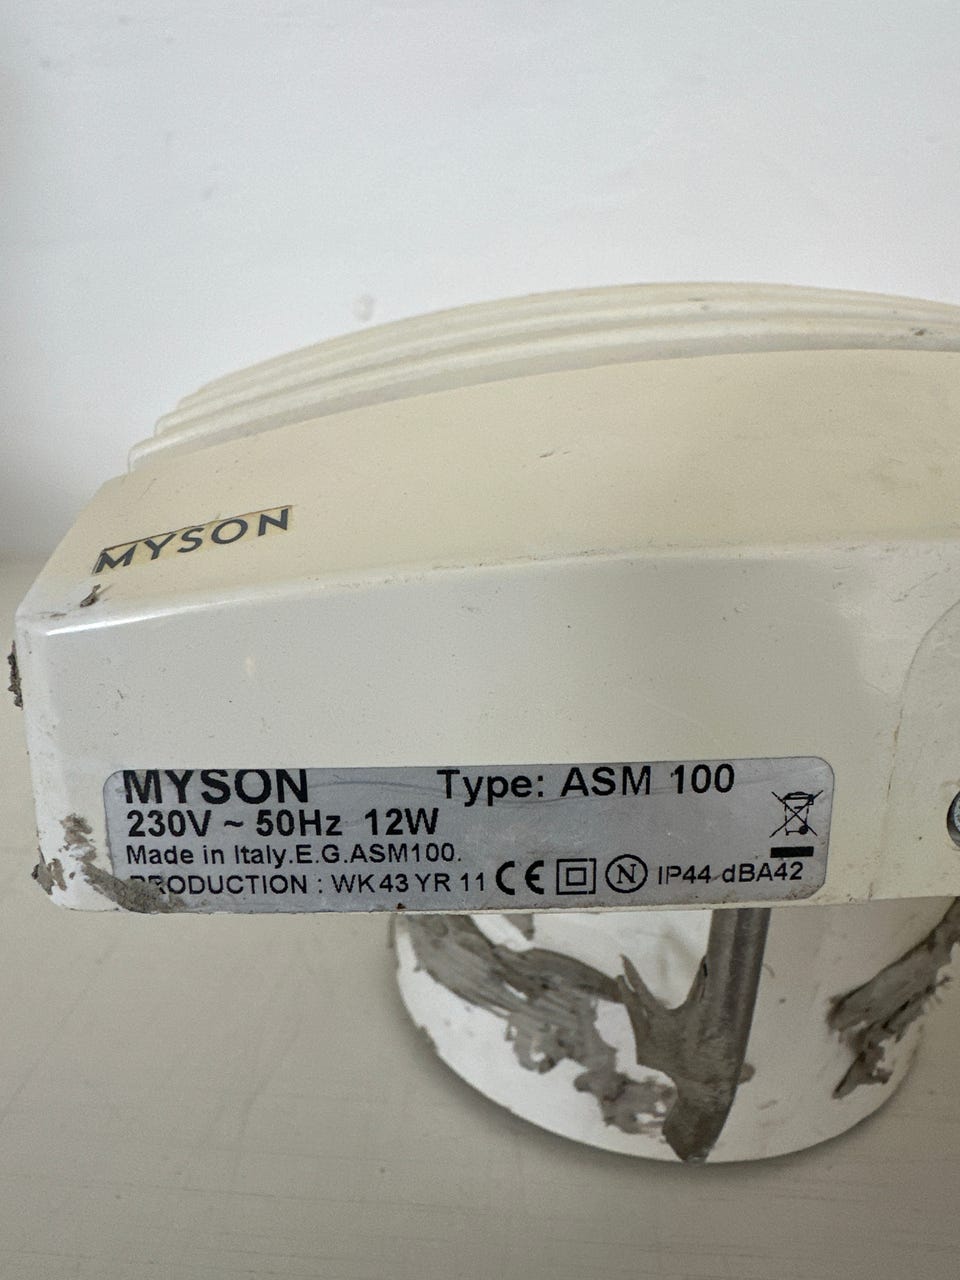 MYSON
MYSON Type: ASM 100
230V ~ 50Hz 12W
Made in Italy.E.G.ASM100.
PRODUCTION : WK 43 YR 11 CE N IP44 dBA42